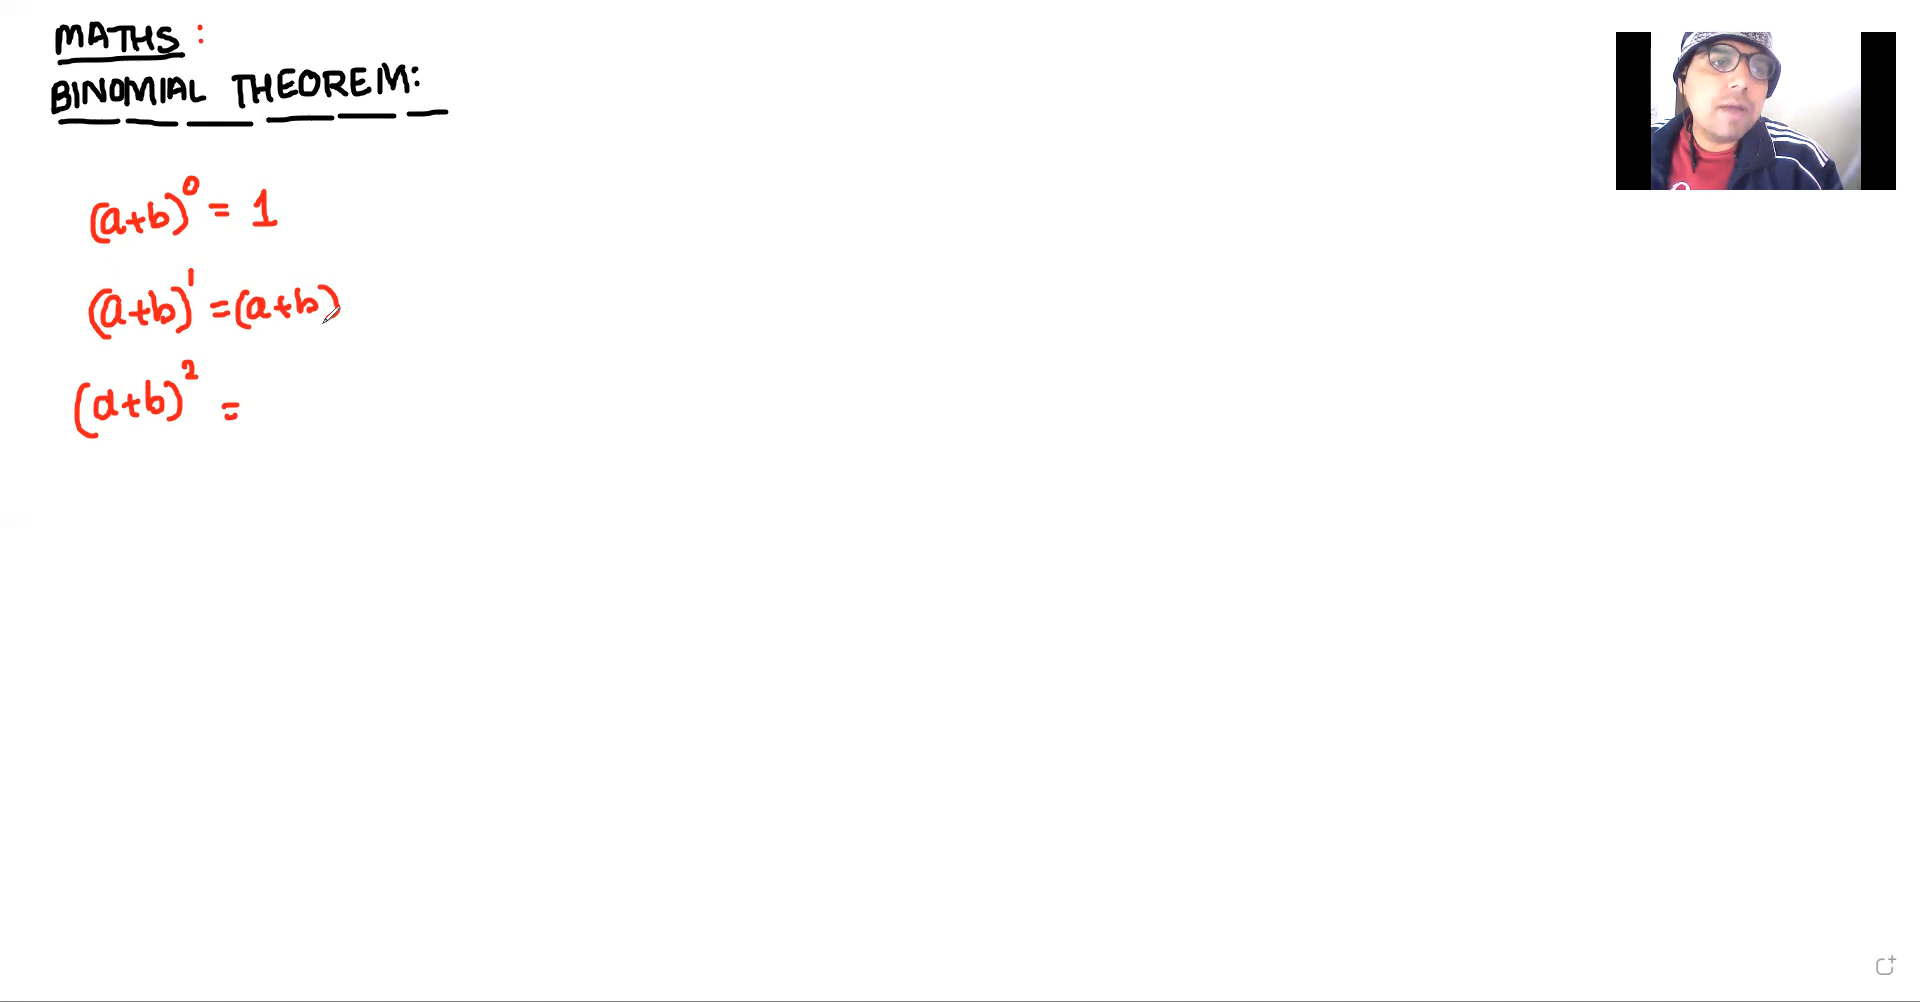 MATHS :
BINOMIAL THEOREM:
(a+b)⁰ = 1
(a+b)¹ = (a+b)
(a+b)² =